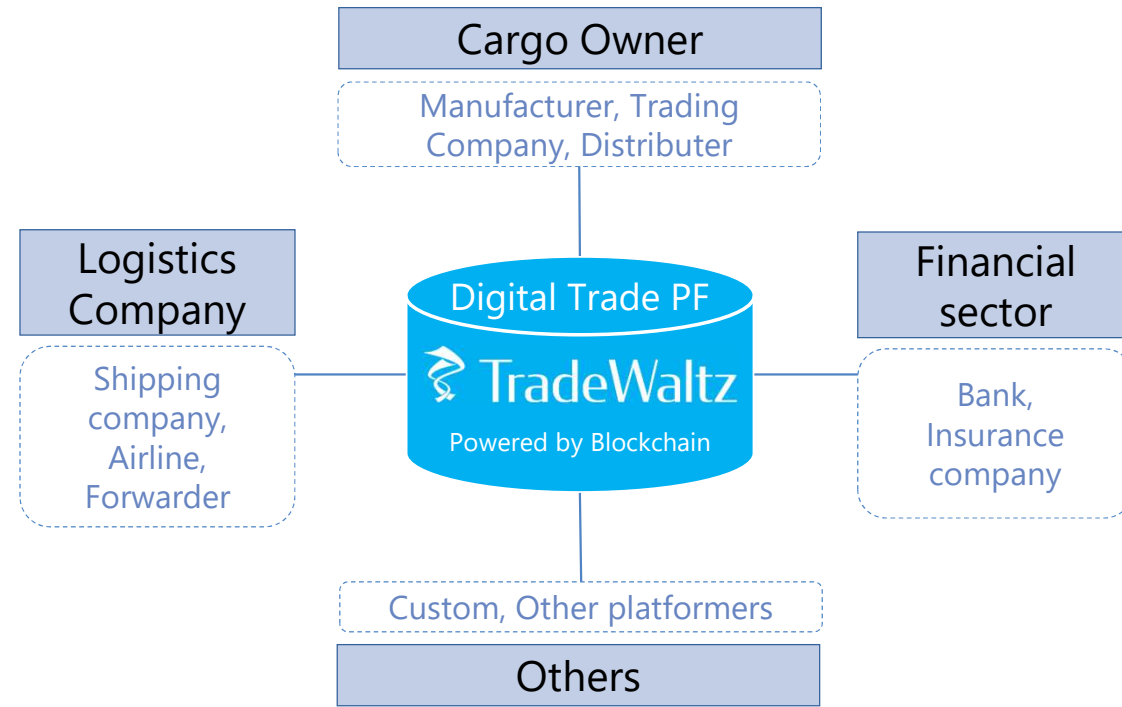 Cargo Owner
Manufacturer, Trading
Company, Distributer
Logistics
Company
Shipping
company,
Airline,
Forwarder
Digital Trade PF
TradeWaltz
Powered by Blockchain
Financial
sector
Bank,
Insurance
company
Custom, Other platformers
Others